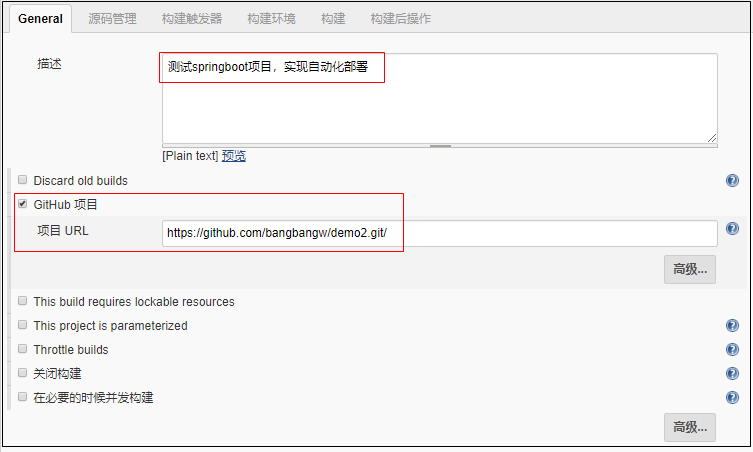 General 源码管理 构建触发器 构建环境 构建 构建后操作
描述 测试springboot项目，实现自动化部署
[Plain text] 预览
Discard old builds
GitHub 项目
项目 URL https://github.com/bangbangw/demo2.git/
高级...
This build requires lockable resources
This project is parameterized
Throttle builds
关闭构建
在必要的时候并发构建
高级...